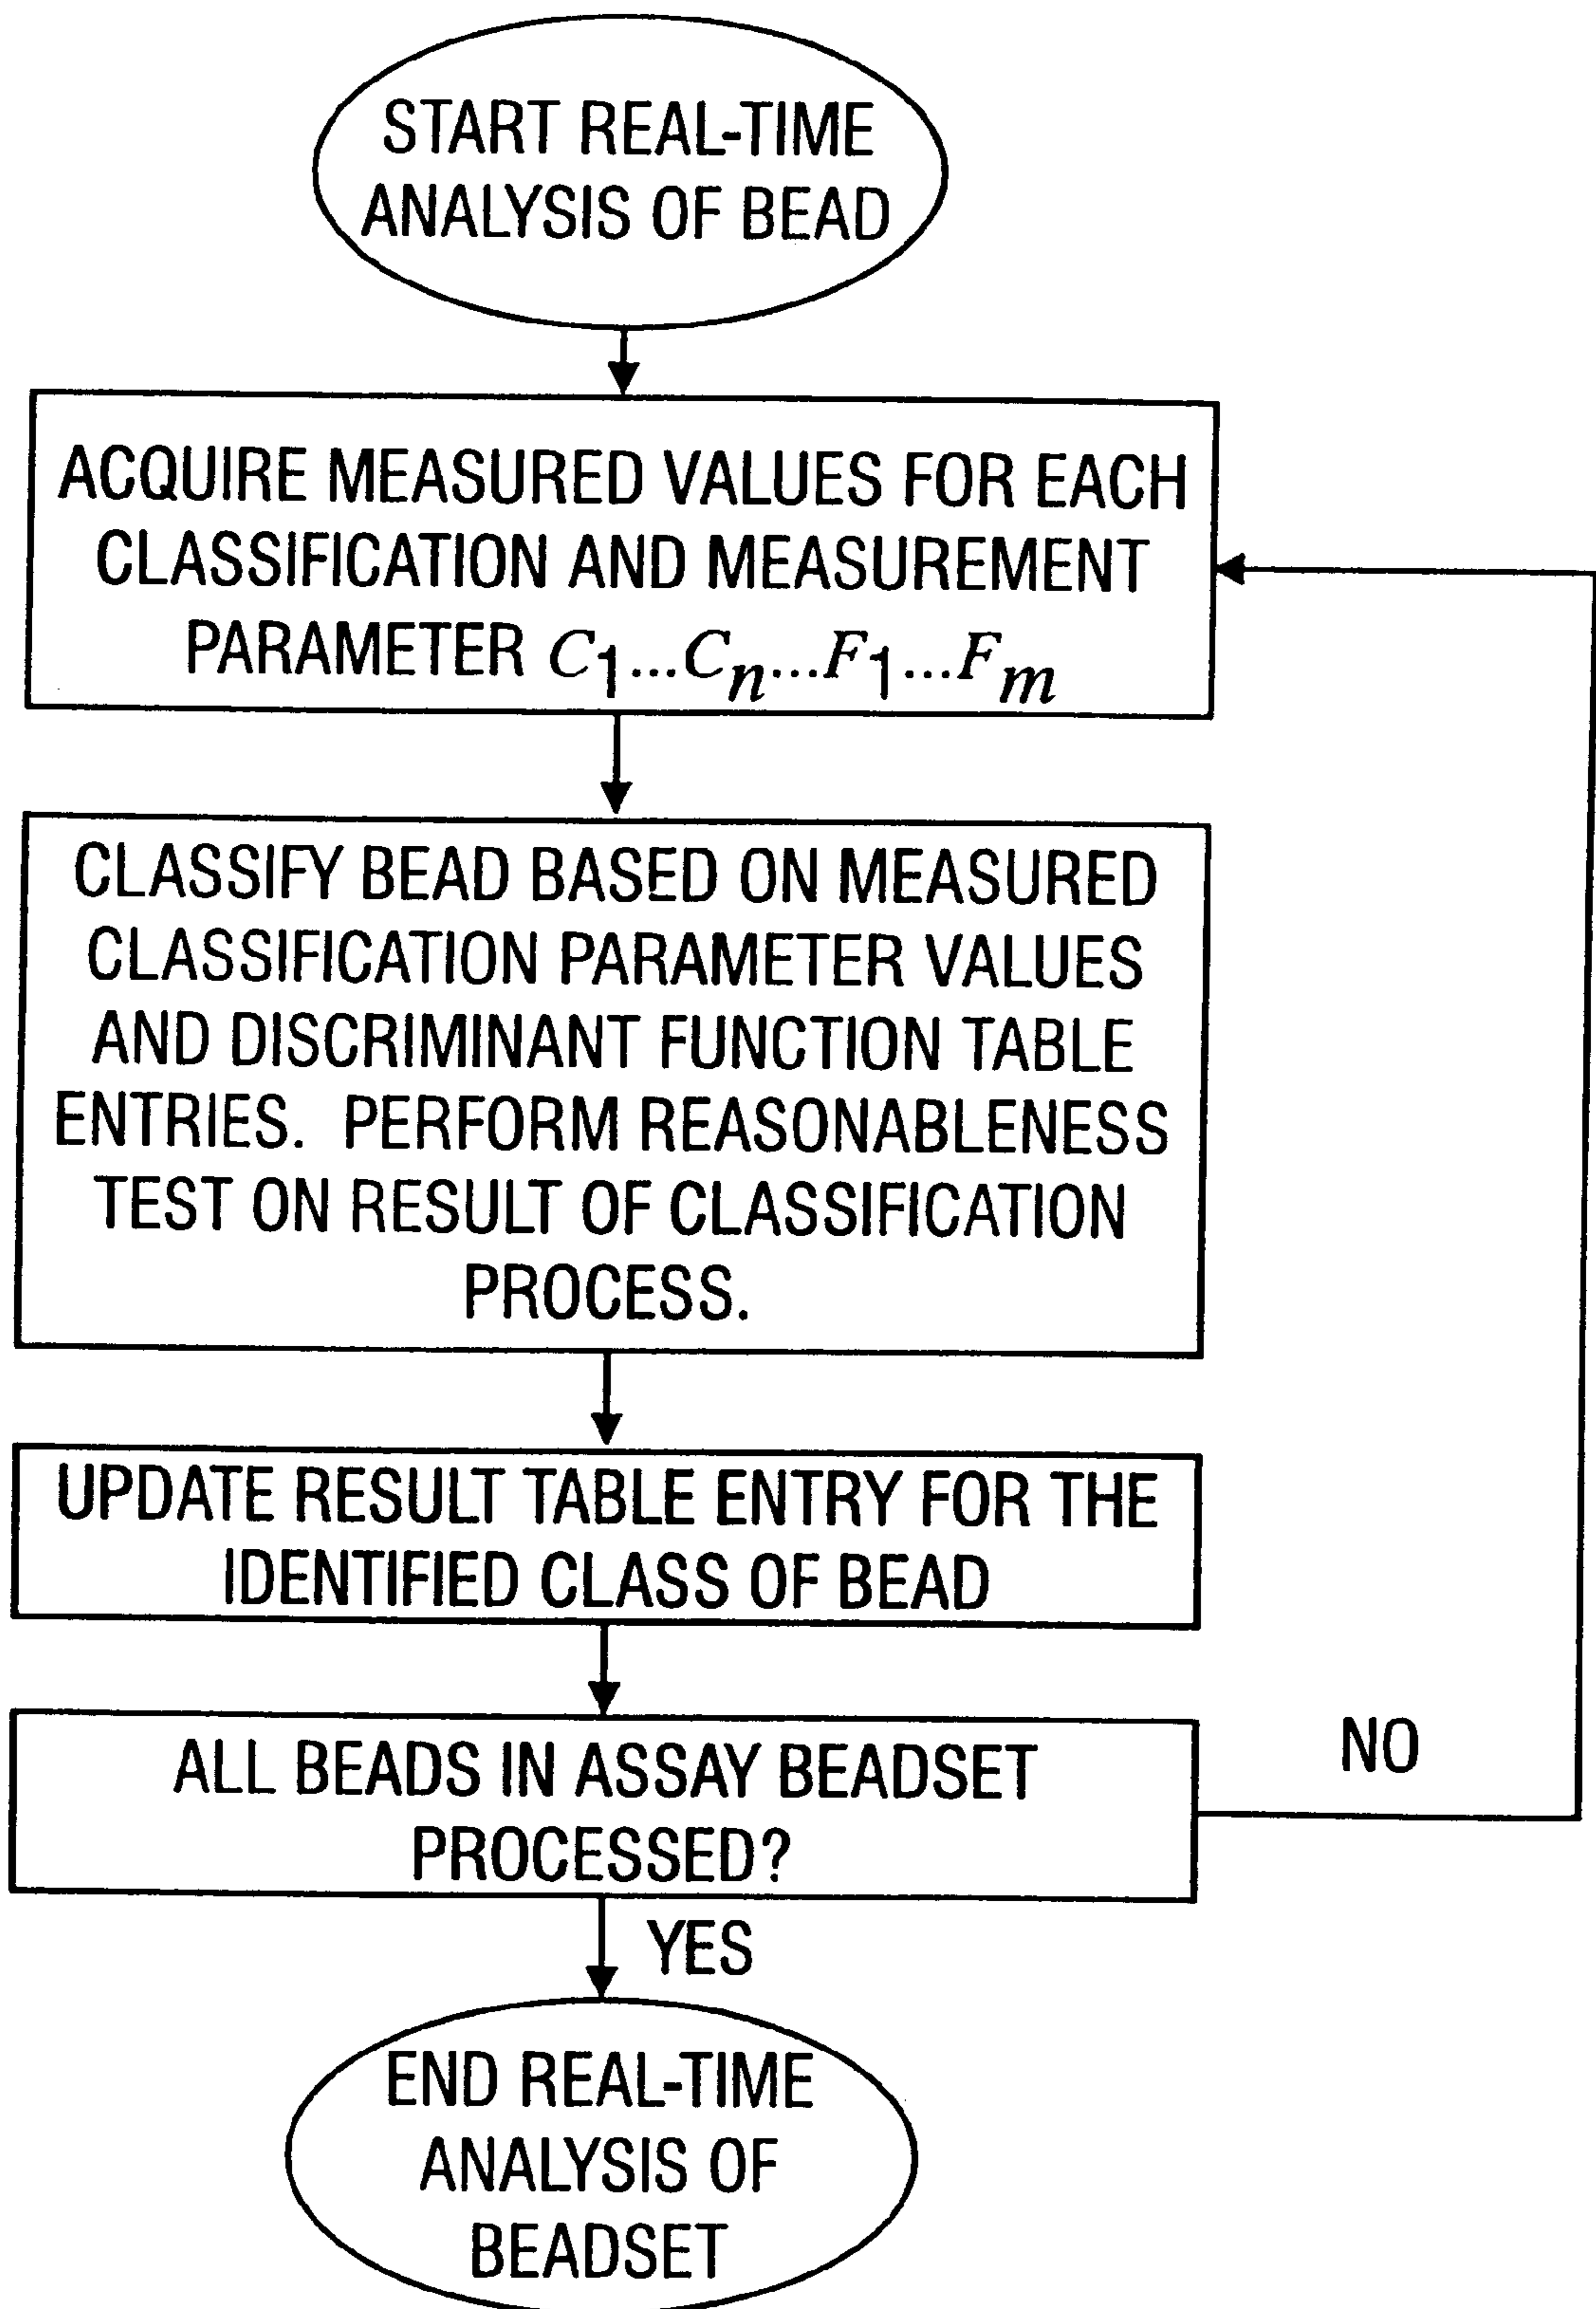 START REAL-TIME
ANALYSIS OF BEAD
ACQUIRE MEASURED VALUES FOR EACH
CLASSIFICATION AND MEASUREMENT
PARAMETER C1...Cn...F1...Fm
CLASSIFY BEAD BASED ON MEASURED
CLASSIFICATION PARAMETER VALUES
AND DISCRIMINANT FUNCTION TABLE
ENTRIES. PERFORM REASONABLENESS
TEST ON RESULT OF CLASSIFICATION
PROCESS.
UPDATE RESULT TABLE ENTRY FOR THE
IDENTIFIED CLASS OF BEAD
ALL BEADS IN ASSAY BEADSET
PROCESSED?
NO
YES
END REAL-TIME
ANALYSIS OF
BEADSET